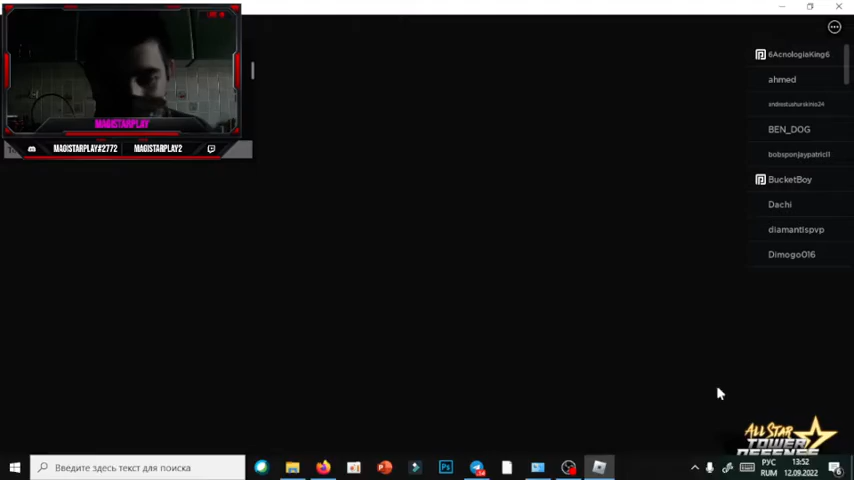 MAGISTARPLAY
MAGISTARPLAY#2772 MAGISTARPLAY2
6AcnologiaKing6
ahmed
BEN_DOG
bobsponjaypatricl1
BucketBoy
Dachi
diamantispvp
Dimogo016
ALL STAR
TOWER
DEFENSE
Введите здесь текст для поиска
РУС
RUM
13:52
12.09.2022